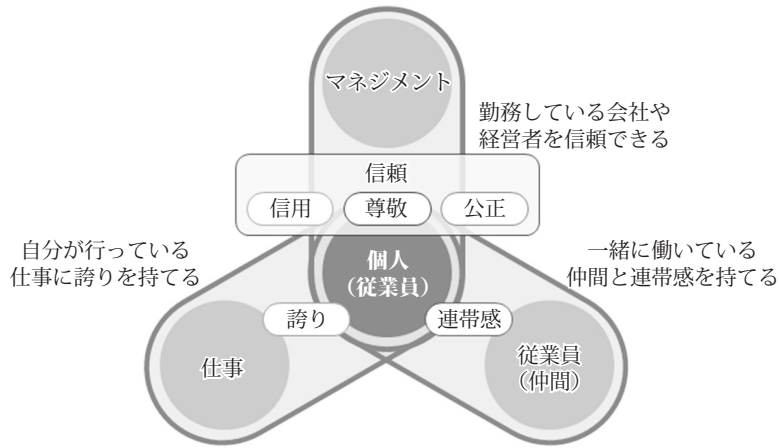 マネジメント
勤務している会社や
経営者を信頼できる
信頼
信用 尊敬 公正
自分が行っている
仕事に誇りを持てる
一緒に働いている
仲間と連帯感を持てる
個人
（従業員）
誇り 連帯感
仕事
従業員
（仲間）